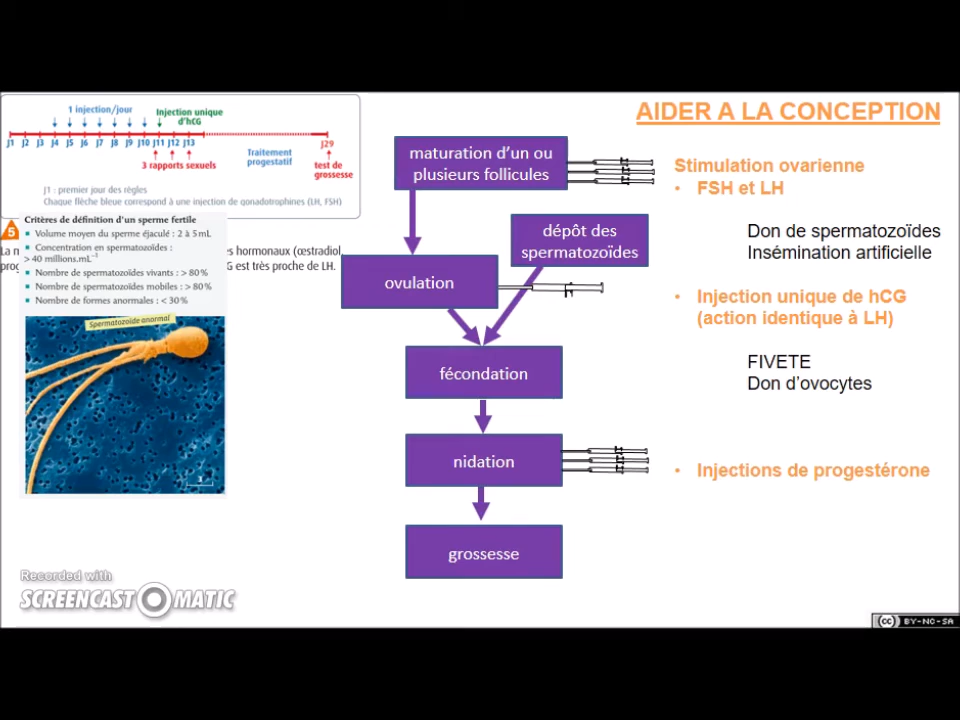 AIDER A LA CONCEPTION
1 injection/jour
Injection unique
d'hCG
J1 J2 J3 J4 J5 J6 J7 J8 J9 J10 J11 J12 J13
J29
3 rapports sexuels
Traitement
progestatif
test de
grossesse
J1 : premier jour des règles
Chaque flèche bleue correspond à une injection de gonadotrophines (LH, FSH)
5
Critères de définition d'un sperme fertile
Volume moyen du sperme éjaculé : 2 à 5 mL
Concentration en spermatozoïdes :
> 40 millions.mL⁻¹
Nombre de spermatozoïdes vivants : > 80 %
Nombre de spermatozoïdes mobiles : > 80 %
Nombre de formes anormales : < 30 %
La
hormonaux (œstradiol,
G est très proche de LH.
Spermatozoïde anormal
maturation d'un ou
plusieurs follicules
dépôt des
spermatozoïdes
ovulation
fécondation
nidation
grossesse
Stimulation ovarienne
• FSH et LH
Don de spermatozoïdes
Insémination artificielle
• Injection unique de hCG
(action identique à LH)
FIVETE
Don d'ovocytes
• Injections de progestérone
Recorded with
SCREENCAST MATIC
cc BY-NC-SA